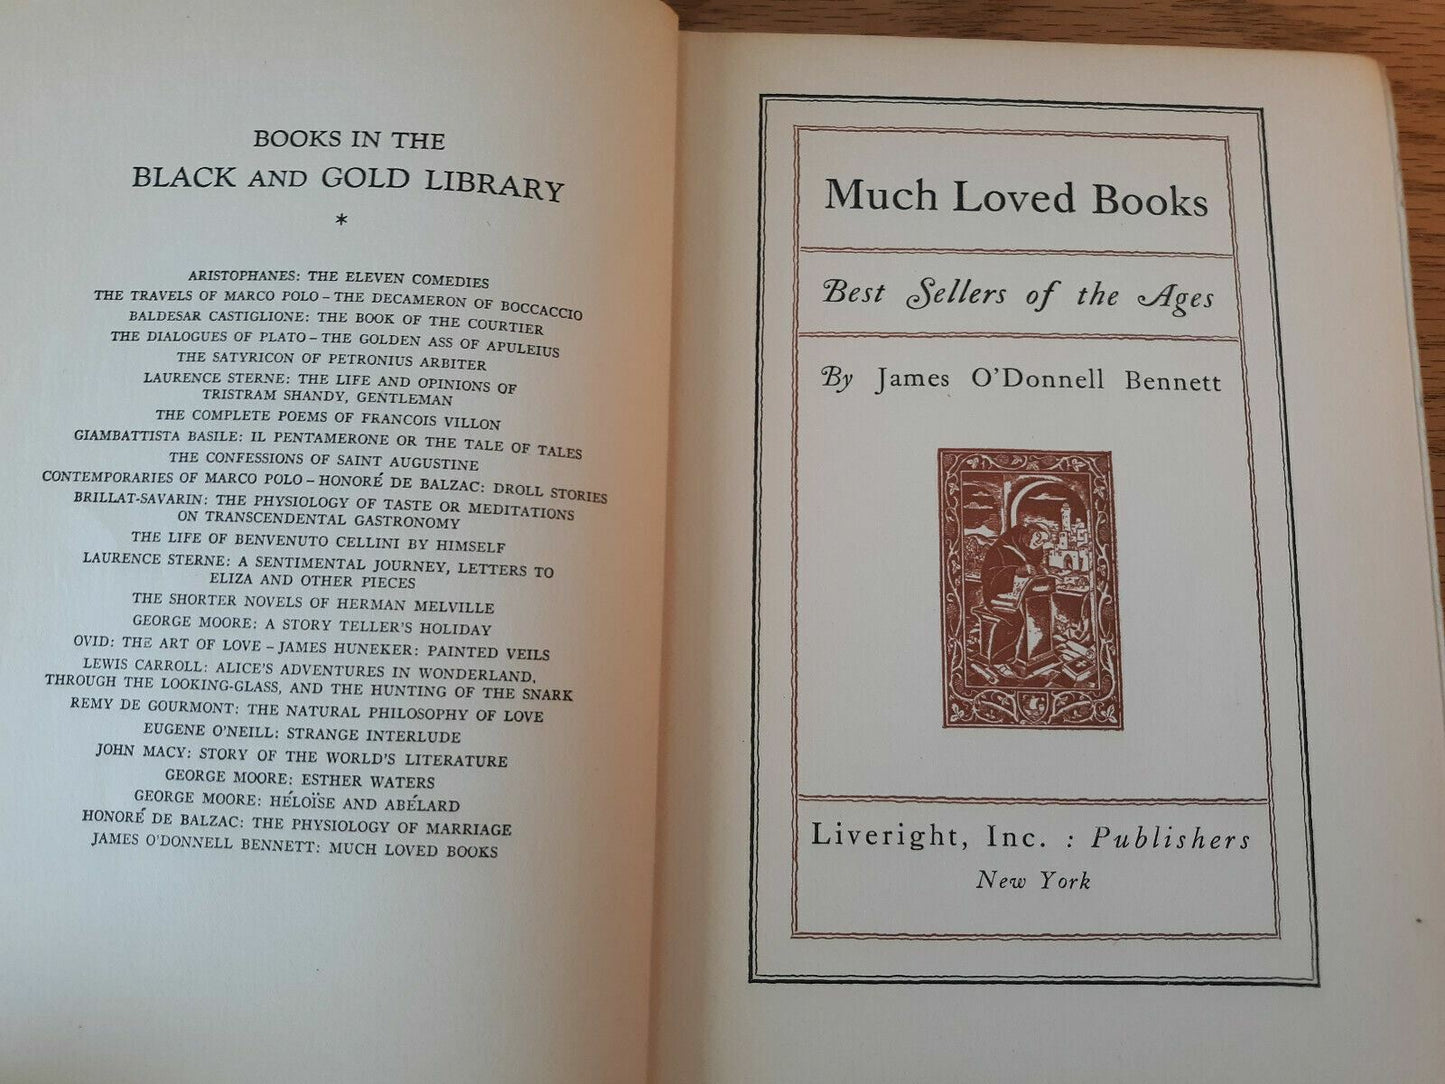 BOOKS IN THE
BLACK AND GOLD LIBRARY
*
ARISTOPHANES: THE ELEVEN COMEDIES
THE TRAVELS OF MARCO POLO – THE DECAMERON OF BOCCACCIO
BALDESAR CASTIGLIONE: THE BOOK OF THE COURTIER
THE DIALOGUES OF PLATO – THE GOLDEN ASS OF APULEIUS
THE SATYRICON OF PETRONIUS ARBITER
LAURENCE STERNE: THE LIFE AND OPINIONS OF
TRISTRAM SHANDY, GENTLEMAN
THE COMPLETE POEMS OF FRANCOIS VILLON
GIAMBATTISTA BASILE: IL PENTAMERONE OR THE TALE OF TALES
THE CONFESSIONS OF SAINT AUGUSTINE
CONTEMPORARIES OF MARCO POLO – HONORÉ DE BALZAC: DROLL STORIES
BRILLAT-SAVARIN: THE PHYSIOLOGY OF TASTE OR MEDITATIONS
ON TRANSCENDENTAL GASTRONOMY
THE LIFE OF BENVENUTO CELLINI BY HIMSELF
LAURENCE STERNE: A SENTIMENTAL JOURNEY, LETTERS TO
ELIZA AND OTHER PIECES
THE SHORTER NOVELS OF HERMAN MELVILLE
GEORGE MOORE: A STORY TELLER'S HOLIDAY
OVID: THE ART OF LOVE – JAMES HUNEKER: PAINTED VEILS
LEWIS CARROLL: ALICE'S ADVENTURES IN WONDERLAND,
THROUGH THE LOOKING-GLASS, AND THE HUNTING OF THE SNARK
REMY DE GOURMONT: THE NATURAL PHILOSOPHY OF LOVE
EUGENE O'NEILL: STRANGE INTERLUDE
JOHN MACY: STORY OF THE WORLD'S LITERATURE
GEORGE MOORE: ESTHER WATERS
GEORGE MOORE: HÉLOÏSE AND ABÉLARD
HONORÉ DE BALZAC: THE PHYSIOLOGY OF MARRIAGE
JAMES O'DONNELL BENNETT: MUCH LOVED BOOKS
Much Loved Books
Best Sellers of the Ages
By James O'Donnell Bennett
Liveright, Inc. : Publishers
New York